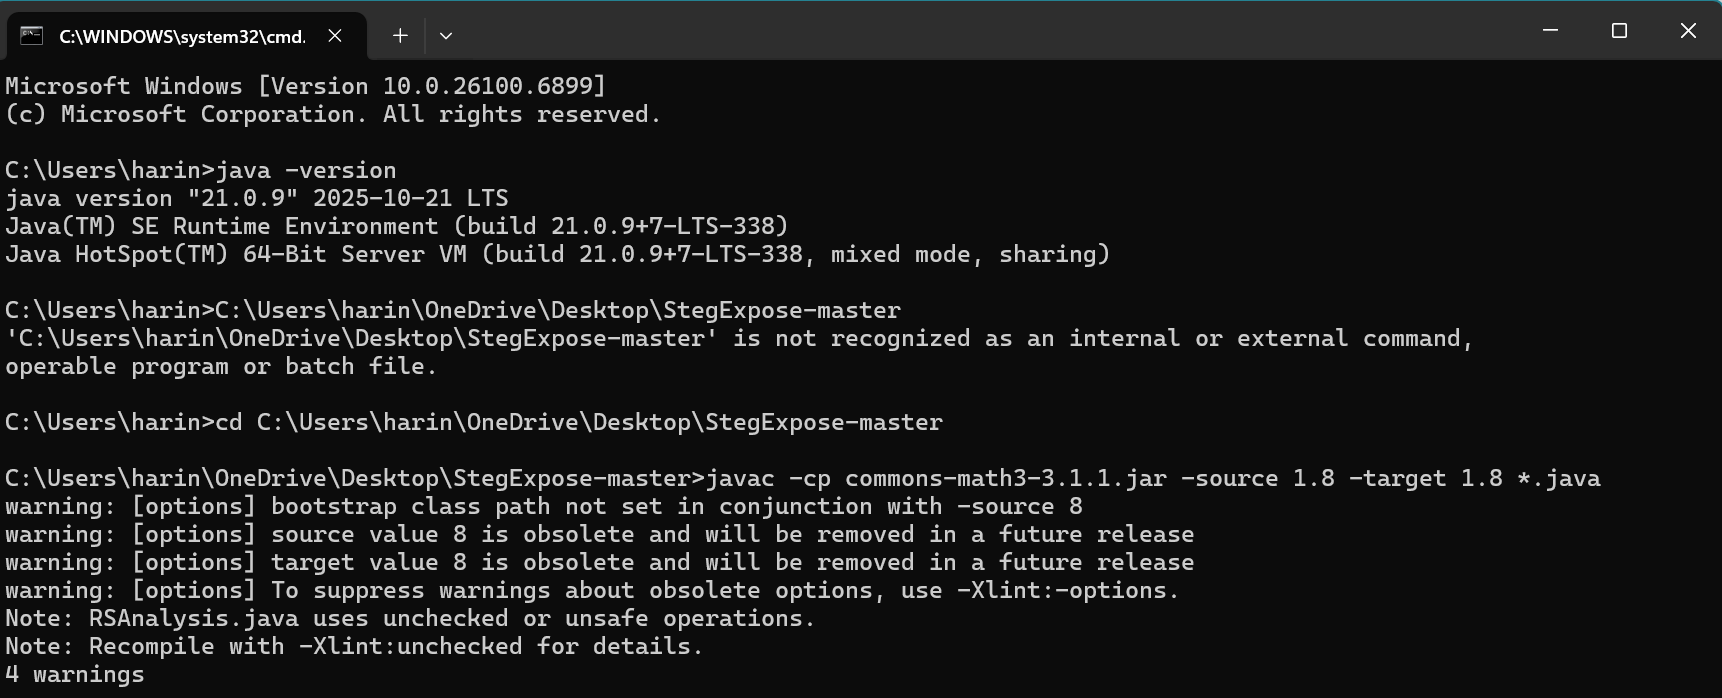 C:\WINDOWS\system32\cmd.
Microsoft Windows [Version 10.0.26100.6899]
(c) Microsoft Corporation. All rights reserved.
C:\Users\harin>java -version
java version "21.0.9" 2025-10-21 LTS
Java(TM) SE Runtime Environment (build 21.0.9+7-LTS-338)
Java HotSpot(TM) 64-Bit Server VM (build 21.0.9+7-LTS-338, mixed mode, sharing)
C:\Users\harin>C:\Users\harin\OneDrive\Desktop\StegExpose-master
'C:\Users\harin\OneDrive\Desktop\StegExpose-master' is not recognized as an internal or external command,
operable program or batch file.
C:\Users\harin>cd C:\Users\harin\OneDrive\Desktop\StegExpose-master
C:\Users\harin\OneDrive\Desktop\StegExpose-master>javac -cp commons-math3-3.1.1.jar -source 1.8 -target 1.8 *.java
warning: [options] bootstrap class path not set in conjunction with -source 8
warning: [options] source value 8 is obsolete and will be removed in a future release
warning: [options] target value 8 is obsolete and will be removed in a future release
warning: [options] To suppress warnings about obsolete options, use -Xlint:-options.
Note: RSAnalysis.java uses unchecked or unsafe operations.
Note: Recompile with -Xlint:unchecked for details.
4 warnings